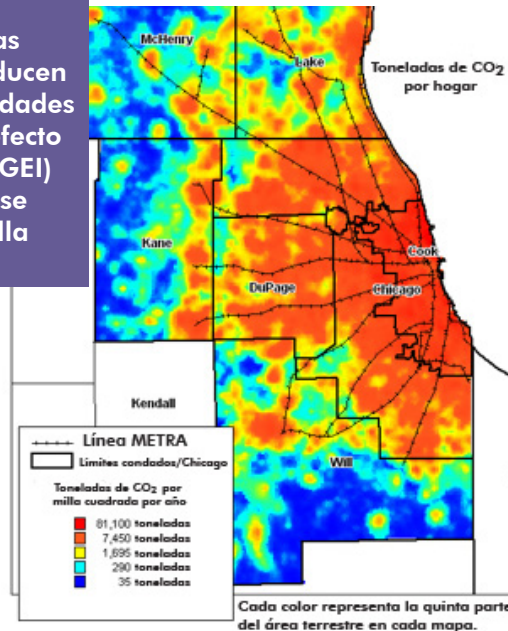 as
ducen
dades
fecto
GEI)
se
lla
Toneladas de CO2
por hogar
McHenry
Lake
Kane
Cook
DuPage
Chicago
Kendall
Will
Línea METRA
Limites condados/Chicago
Toneladas de CO2 por
milla cuadrada por año
81,100 toneladas
7,450 toneladas
1,695 toneladas
290 toneladas
35 toneladas
Cada color representa la quinta parte
del área terrestre en cada mapa.